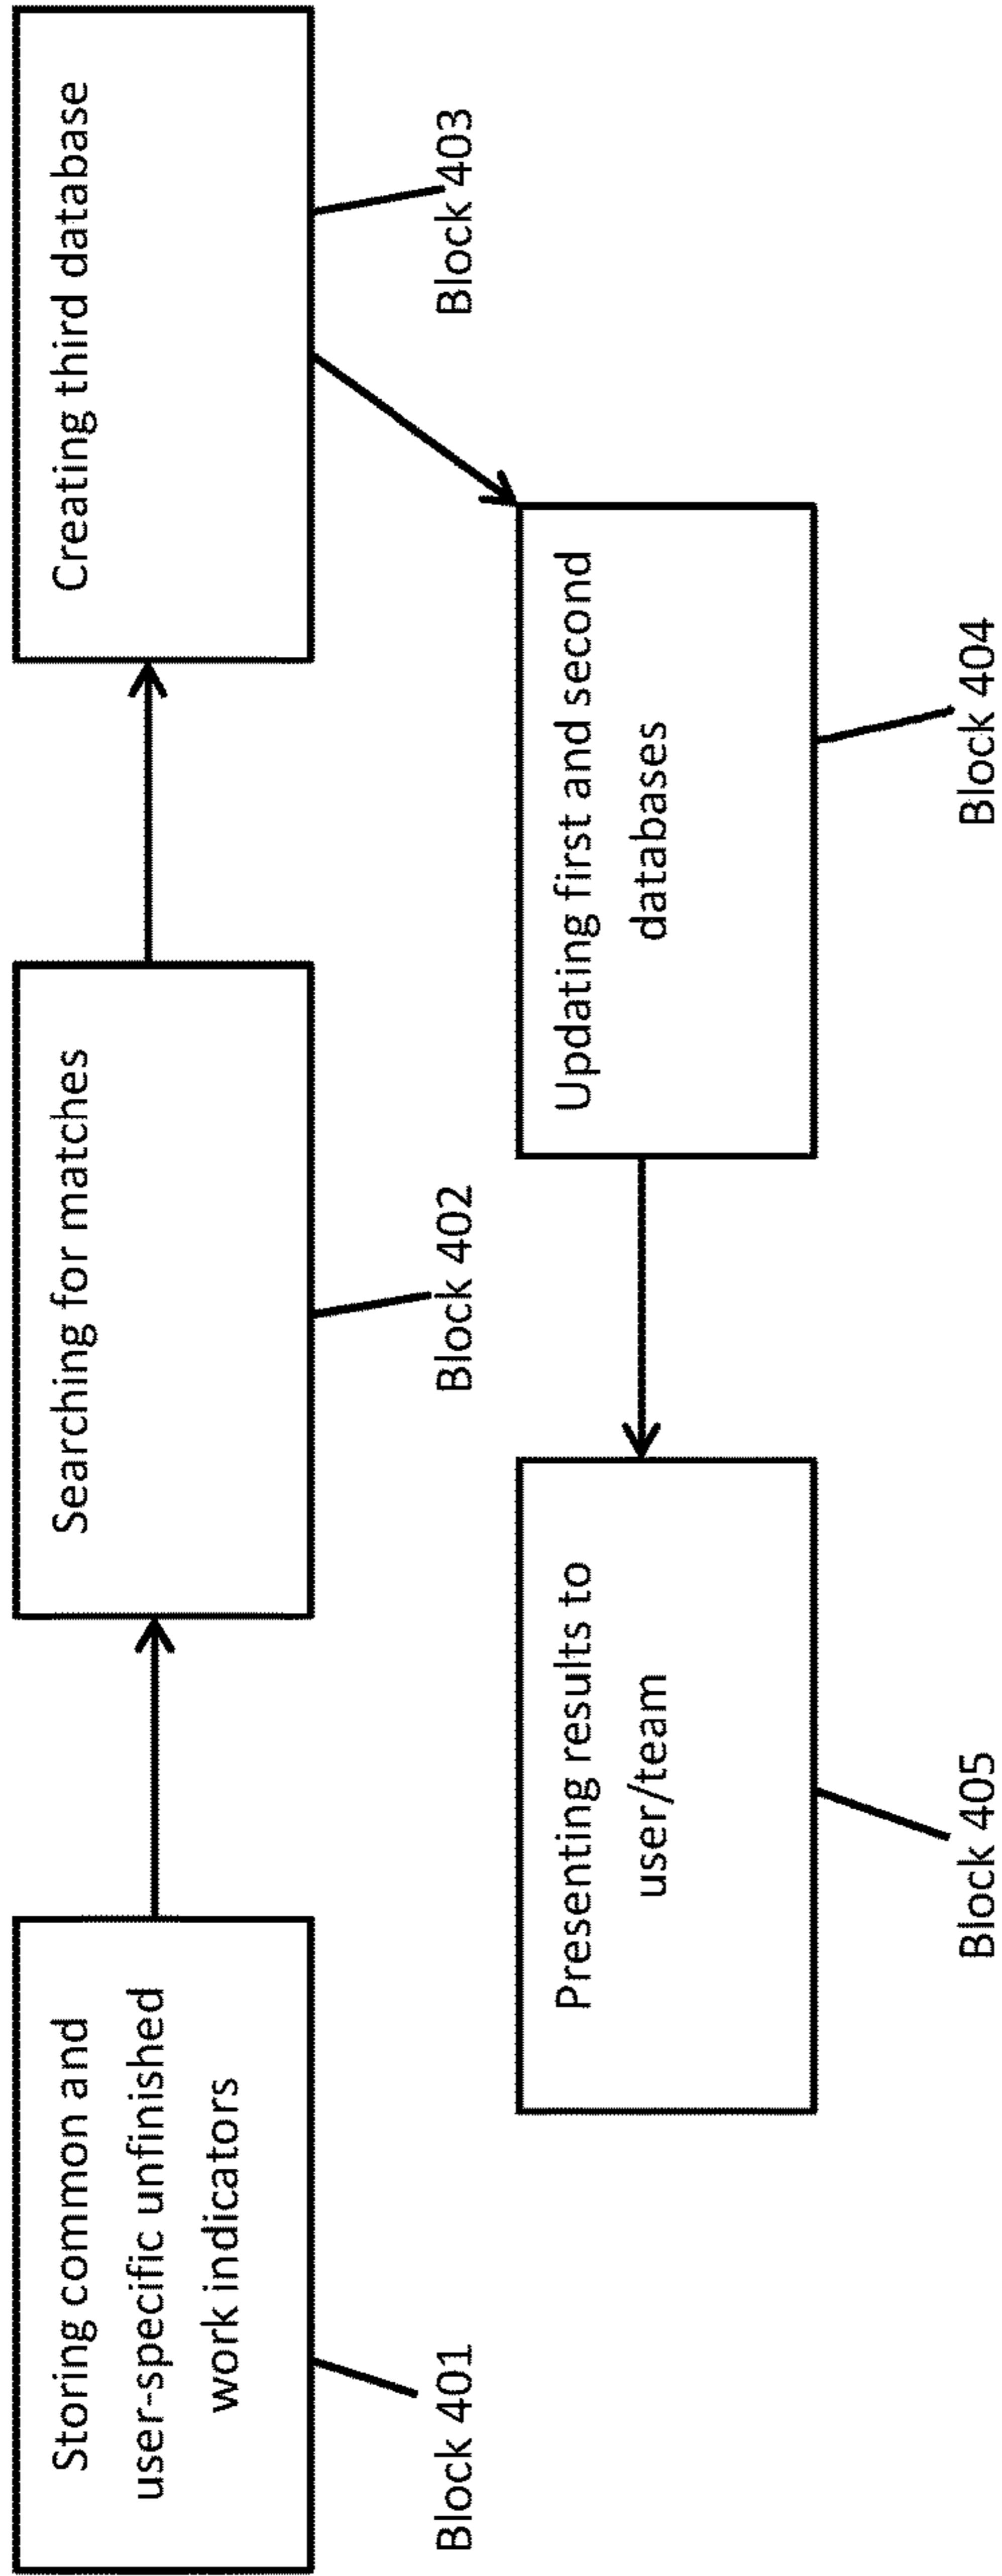 Storing common and
user-specific unfinished
work indicators
Block 401
Searching for matches
Block 402
Creating third database
Block 403
Updating first and second
databases
Block 404
Presenting results to
user/team
Block 405